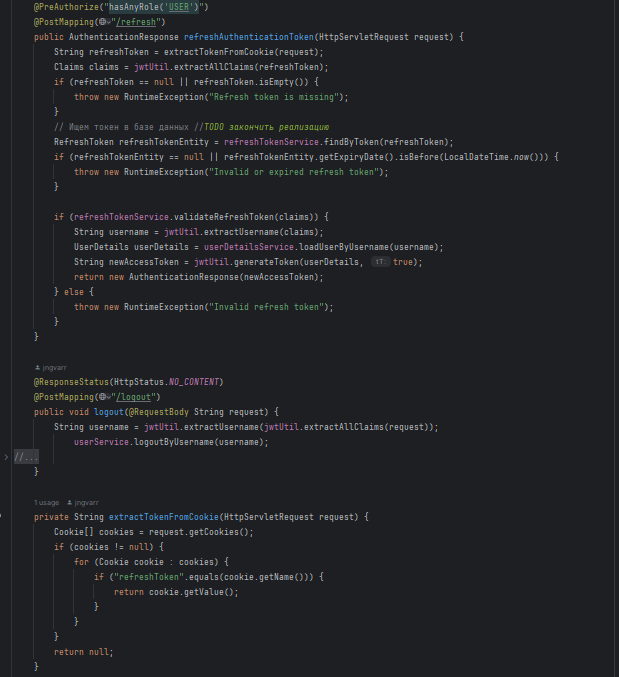 @PreAuthorize("hasAnyRole('USER')")
@PostMapping("/refresh")
public AuthenticationResponse refreshAuthenticationToken(HttpServletRequest request) {
String refreshToken = extractTokenFromCookie(request);
Claims claims = jwtUtil.extractAllClaims(refreshToken);
if (refreshToken == null || refreshToken.isEmpty()) {
throw new RuntimeException("Refresh token is missing");
}
// Ищем токен в базе данных //TODO закончить реализацию
RefreshToken refreshTokenEntity = refreshTokenService.findByToken(refreshToken);
if (refreshTokenEntity == null || refreshTokenEntity.getExpiryDate().isBefore(LocalDateTime.now())) {
throw new RuntimeException("Invalid or expired refresh token");
}
if (refreshTokenService.validateRefreshToken(claims)) {
String username = jwtUtil.extractUsername(claims);
UserDetails userDetails = userDetailsService.loadUserByUsername(username);
String newAccessToken = jwtUtil.generateToken(userDetails, true);
return new AuthenticationResponse(newAccessToken);
} else {
throw new RuntimeException("Invalid refresh token");
}
}
jngvarr
@ResponseStatus(HttpStatus.NO_CONTENT)
@PostMapping("/logout")
public void logout(@RequestBody String request) {
String username = jwtUtil.extractUsername(jwtUtil.extractAllClaims(request));
userService.logoutByUsername(username);
//...
}
1 usage jngvarr
private String extractTokenFromCookie(HttpServletRequest request) {
Cookie[] cookies = request.getCookies();
if (cookies != null) {
for (Cookie cookie : cookies) {
if ("refreshToken".equals(cookie.getName())) {
return cookie.getValue();
}
}
}
return null;
}